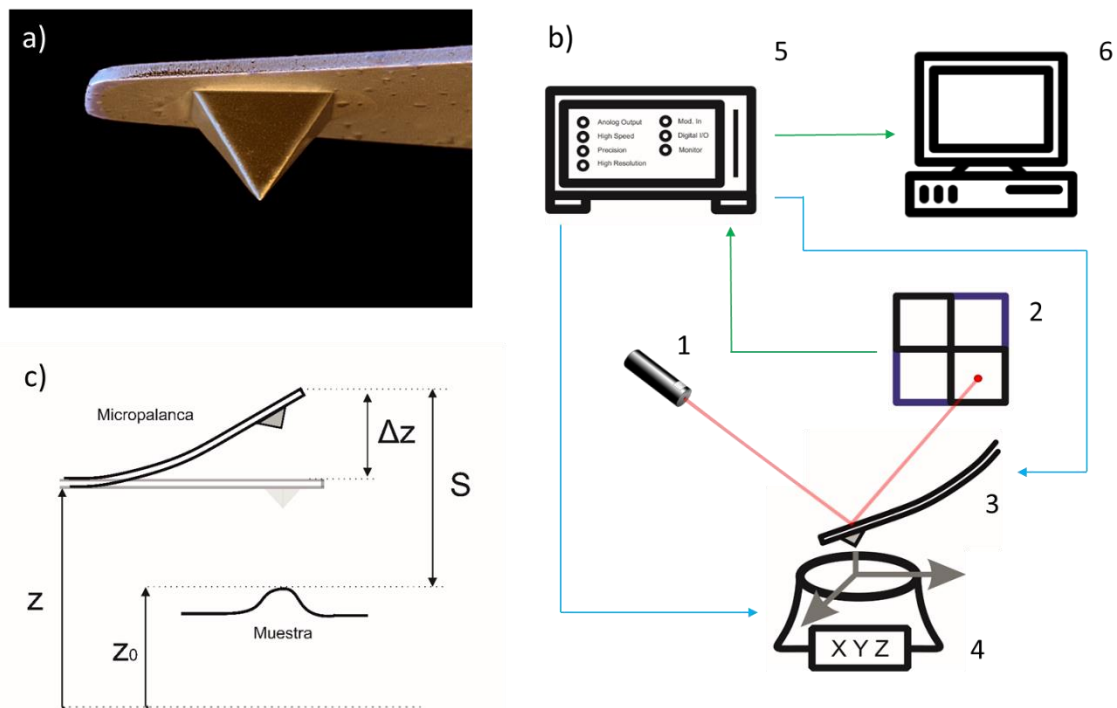 a)
b)
5
6
Analog Output
High Speed
Precision
High Resolution
Mod. In
Digital I/O
Monitor
1
2
3
X Y Z
4
c)
Micropalanca
Δz
S
z
z₀
Muestra